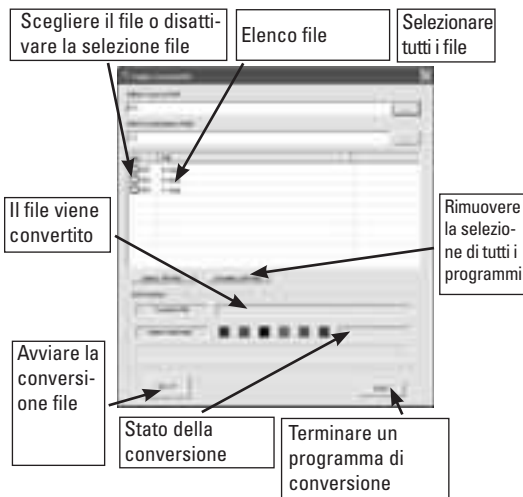 Scegliere il file o disatti-
vare la selezione file
Elenco file
Selezionare
tutti i file
Il file viene
convertito
Rimuovere
la selezio-
ne di tutti i
programmi
Avviare la
conversi-
one file
Stato della
conversione
Terminare un
programma di
conversione